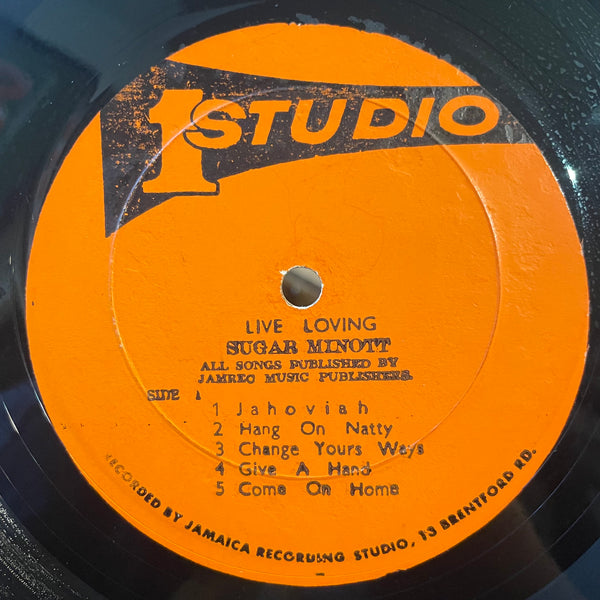 1 STUDIO
LIVE LOVING
SUGAR MINOTT
ALL SONGS PUBLISHED BY
JAMREC MUSIC PUBLISHERS
SIDE 1
1 Jahoviah
2 Hang On Natty
3 Change Yours Ways
4 Give A Hand
5 Come On Home
RECORDED BY JAMAICA RECORDING STUDIO, 13 BRENTFORD RD.